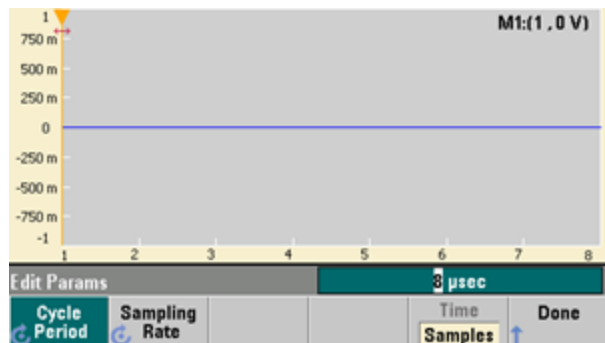 1
M1:(1 , 0 V)
750 m
500 m
250 m
0
-250 m
-500 m
-750 m
-1
1 2 3 4 5 6 7 8
Edit Params 8 µsec
Cycle Period
Sampling Rate
Time
Samples
Done